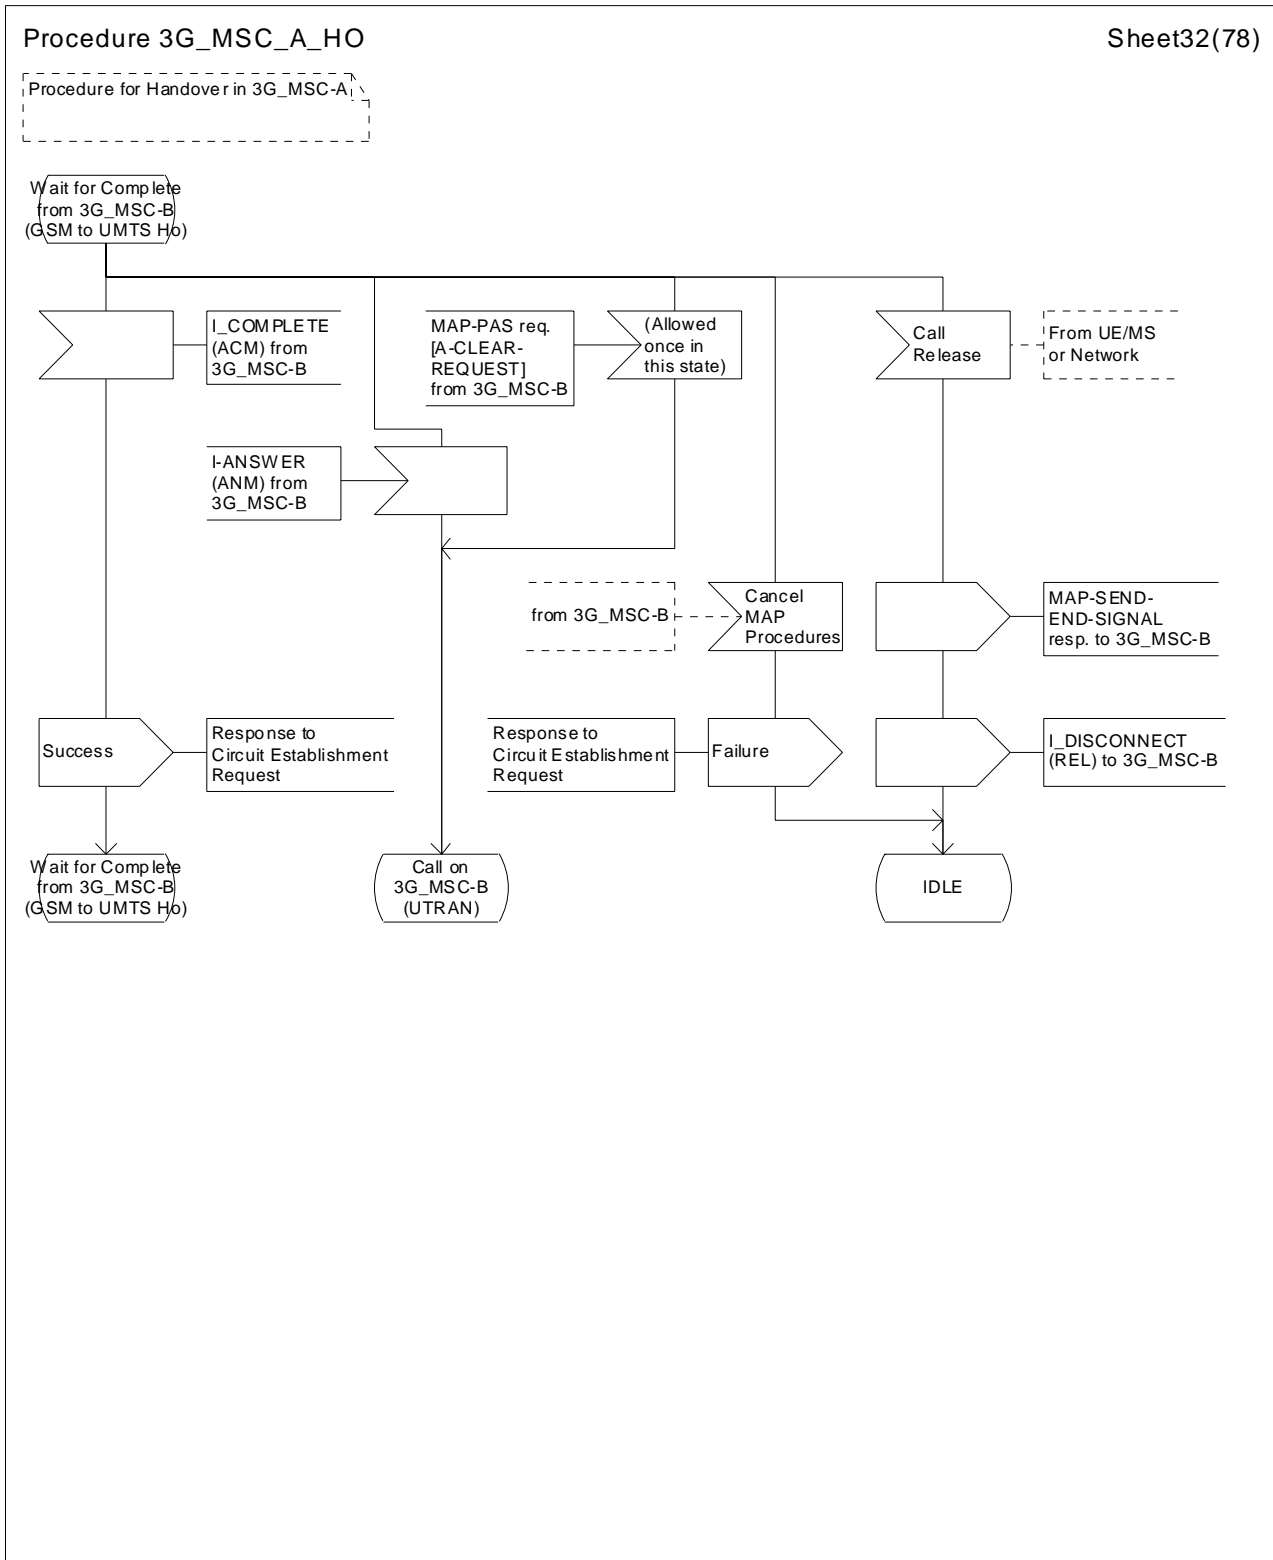 Procedure 3G_MSC_A_HO
Sheet32(78)
Procedure for Handover in 3G_MSC-A
Wait for Complete
from 3G_MSC-B
(GSM to UMTS Ho)
I_COMPLETE
(ACM) from
3G_MSC-B
MAP-PAS req.
[A-CLEAR-
REQUEST]
from 3G_MSC-B
(Allowed
once in
this state)
Call
Release
From UE/MS
or Network
I-ANSWER
(ANM) from
3G_MSC-B
from 3G_MSC-B
Cancel
MAP
Procedures
MAP-SEND-
END-SIGNAL
resp. to 3G_MSC-B
Success
Response to
Circuit Establishment
Request
Response to
Circuit Establishment
Request
Failure
I_DISCONNECT
(REL) to 3G_MSC-B
Wait for Complete
from 3G_MSC-B
(GSM to UMTS Ho)
Call on
3G_MSC-B
(UTRAN)
IDLE